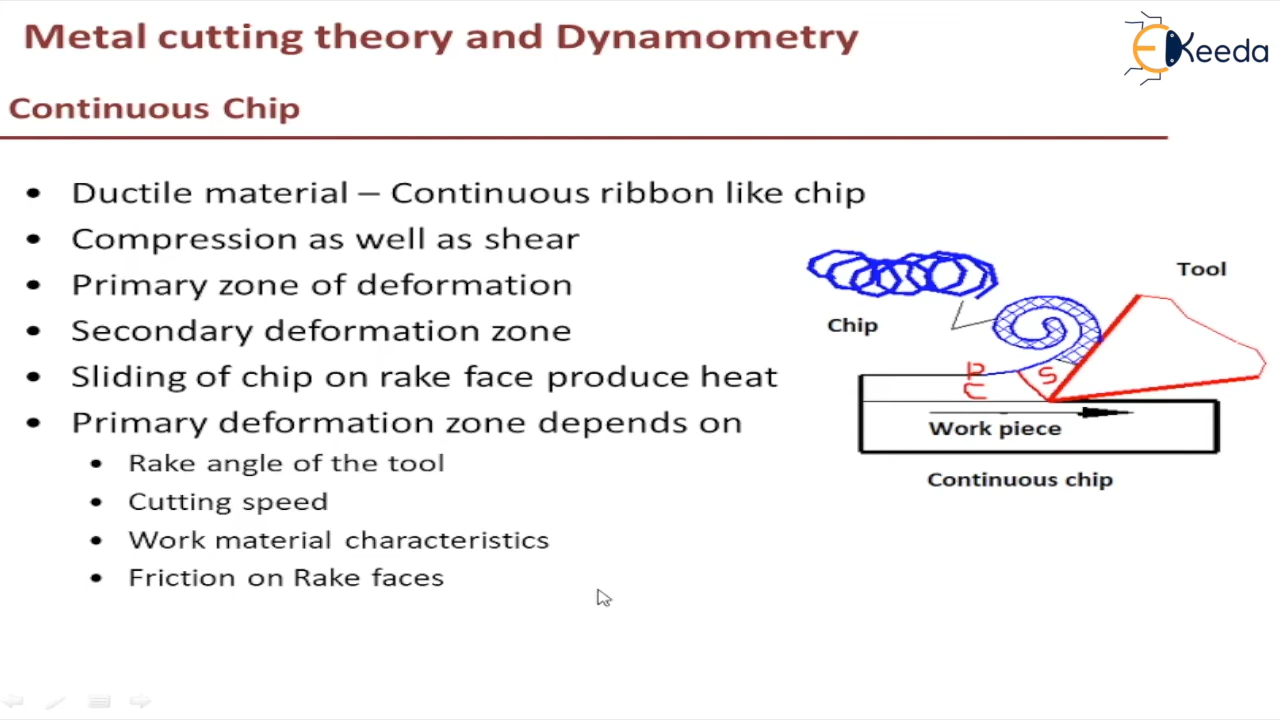 Metal cutting theory and Dynamometry
EKeeda
Continuous Chip
• Ductile material – Continuous ribbon like chip
• Compression as well as shear
• Primary zone of deformation
• Secondary deformation zone
• Sliding of chip on rake face produce heat
• Primary deformation zone depends on
• Rake angle of the tool
• Cutting speed
• Work material characteristics
• Friction on Rake faces
Tool
Chip
S
Work piece
Continuous chip